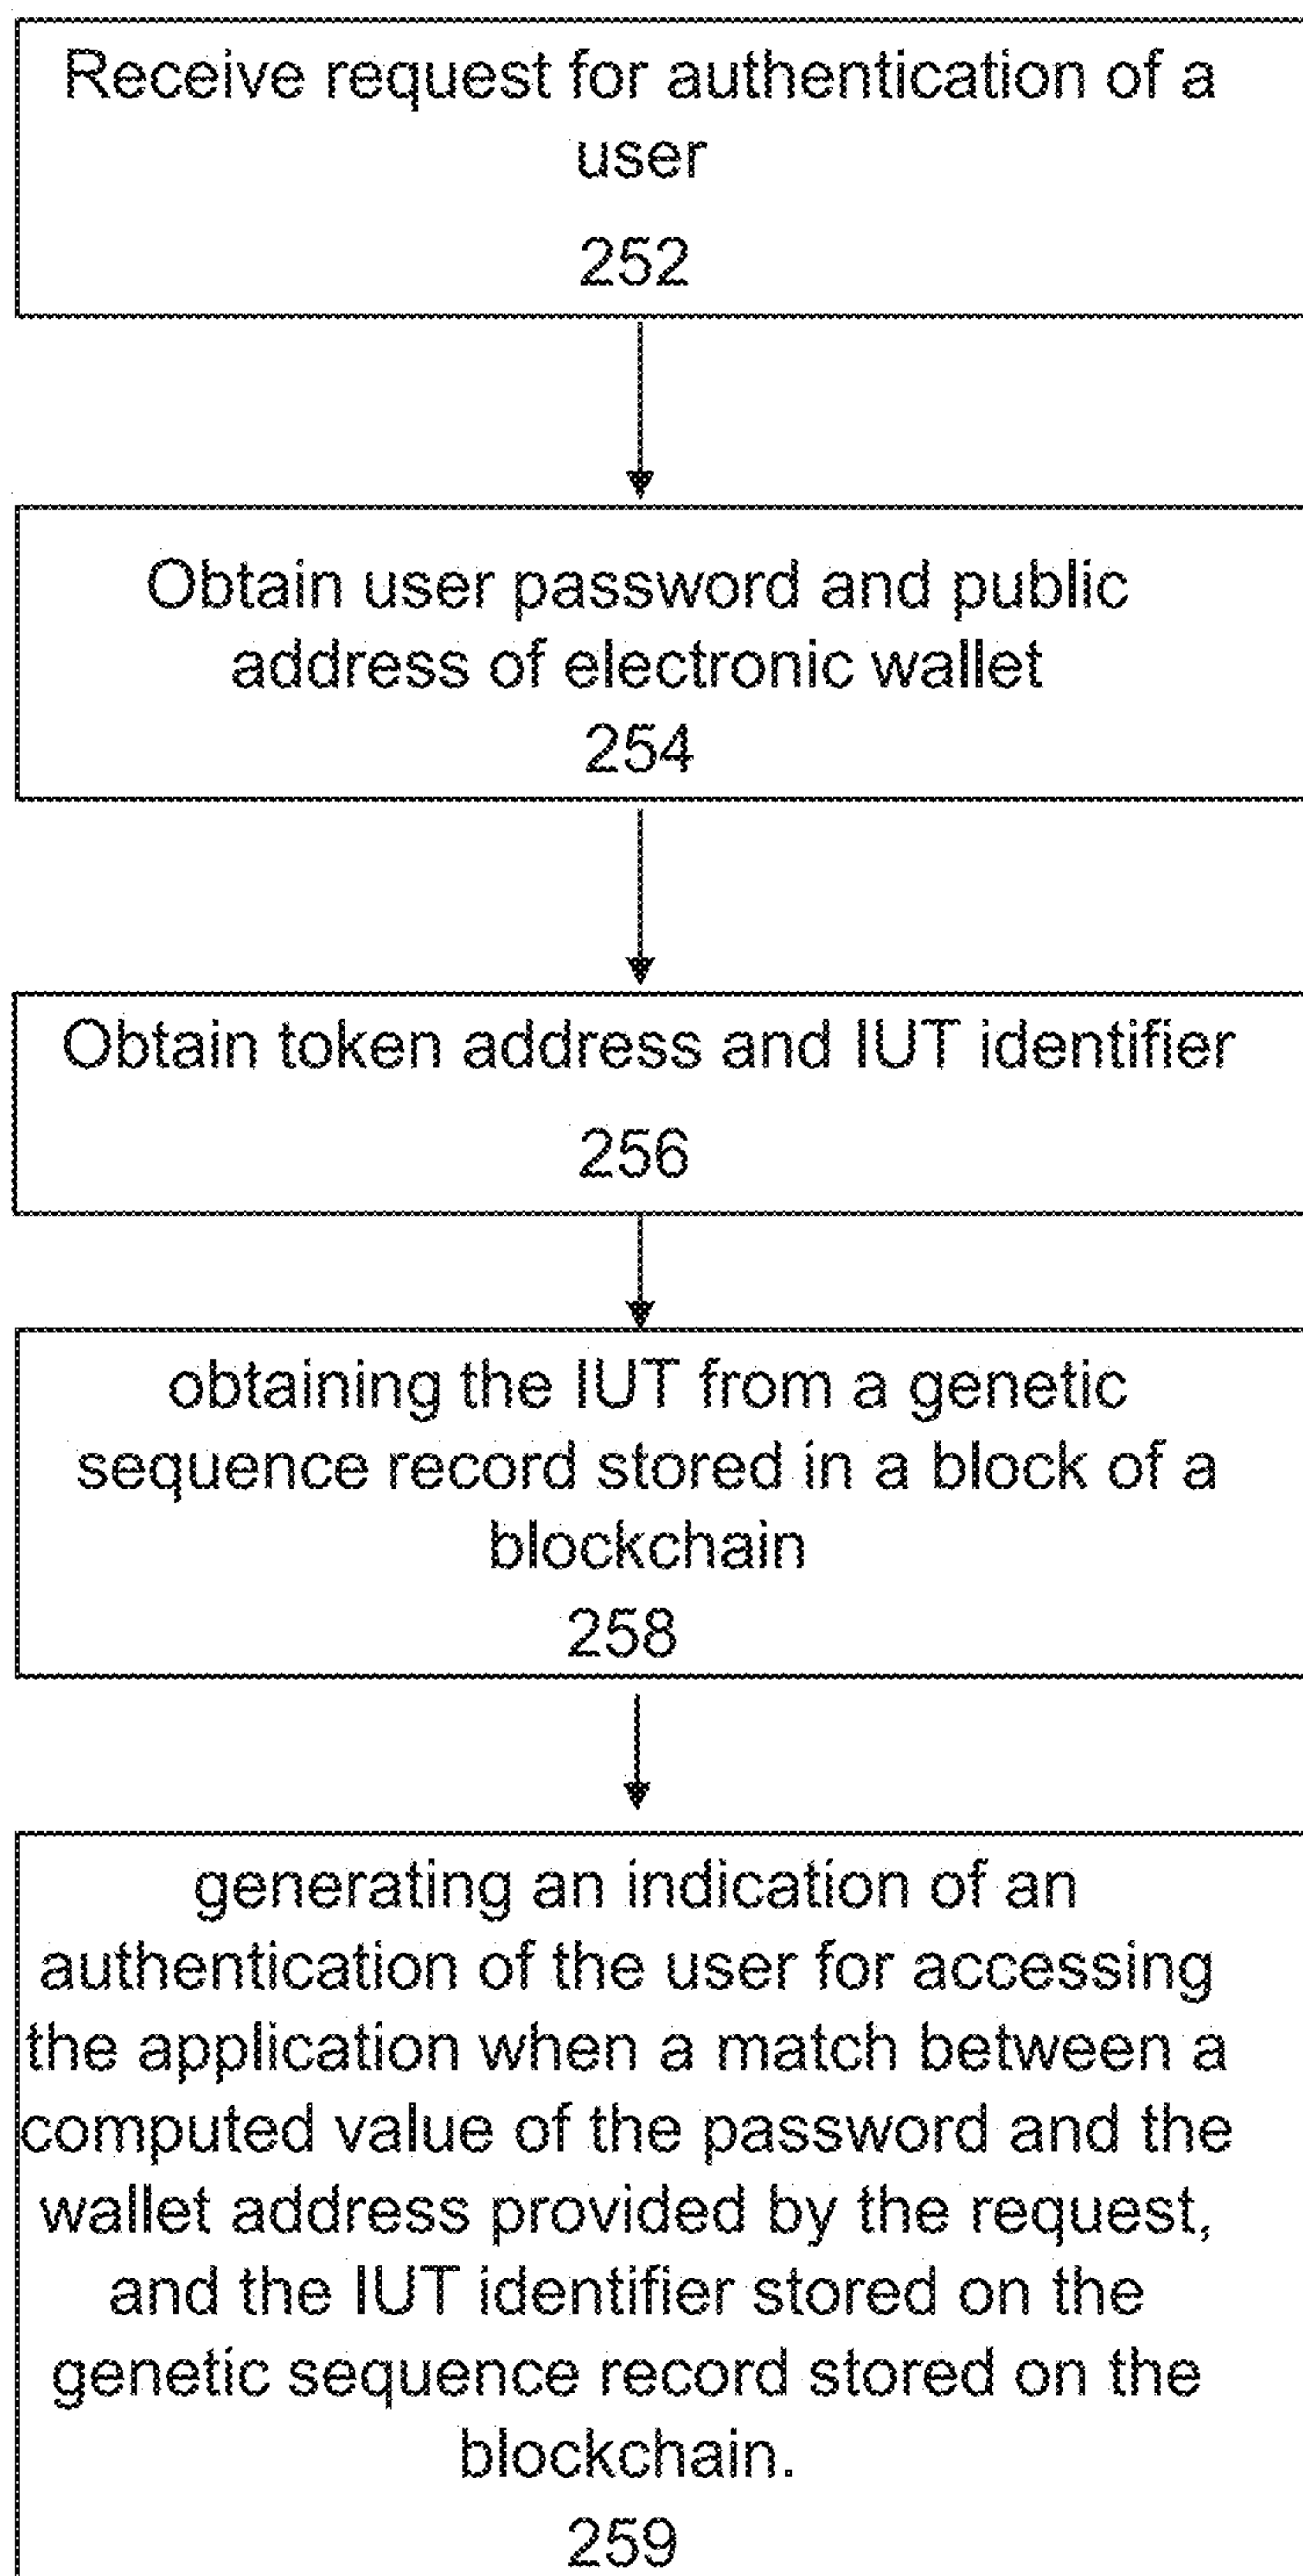 Receive request for authentication of a
user
252
Obtain user password and public
address of electronic wallet
254
Obtain token address and IUT identifier
256
obtaining the IUT from a genetic
sequence record stored in a block of a
blockchain
258
generating an indication of an
authentication of the user for accessing
the application when a match between a
computed value of the password and the
wallet address provided by the request,
and the IUT identifier stored on the
genetic sequence record stored on the
blockchain.
259